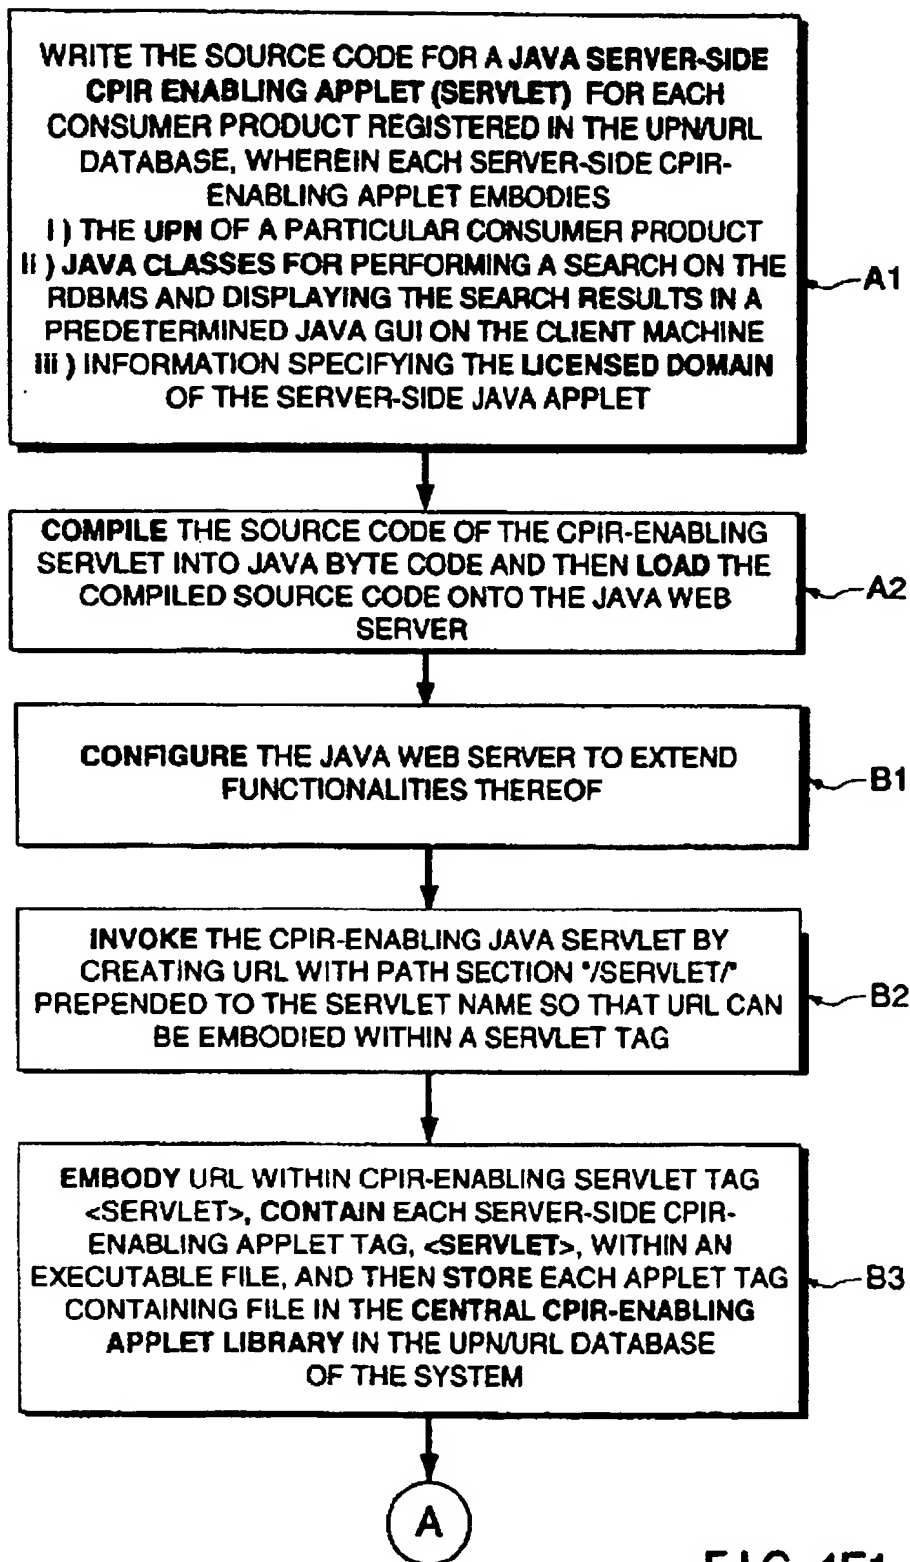 WRITE THE SOURCE CODE FOR A JAVA SERVER-SIDE
CPIR ENABLING APPLET (SERVLET) FOR EACH
CONSUMER PRODUCT REGISTERED IN THE UPN/URL
DATABASE, WHEREIN EACH SERVER-SIDE CPIR-
ENABLING APPLET EMBODIES
I ) THE UPN OF A PARTICULAR CONSUMER PRODUCT
II ) JAVA CLASSES FOR PERFORMING A SEARCH ON THE
RDBMS AND DISPLAYING THE SEARCH RESULTS IN A
PREDETERMINED JAVA GUI ON THE CLIENT MACHINE
III ) INFORMATION SPECIFYING THE LICENSED DOMAIN
OF THE SERVER-SIDE JAVA APPLET
A1
COMPILE THE SOURCE CODE OF THE CPIR-ENABLING
SERVLET INTO JAVA BYTE CODE AND THEN LOAD THE
COMPILED SOURCE CODE ONTO THE JAVA WEB
SERVER
A2
CONFIGURE THE JAVA WEB SERVER TO EXTEND
FUNCTIONALITIES THEREOF
B1
INVOKE THE CPIR-ENABLING JAVA SERVLET BY
CREATING URL WITH PATH SECTION "/SERVLET/"
PREPENDED TO THE SERVLET NAME SO THAT URL CAN
BE EMBODIED WITHIN A SERVLET TAG
B2
EMBODY URL WITHIN CPIR-ENABLING SERVLET TAG
<SERVLET>, CONTAIN EACH SERVER-SIDE CPIR-
ENABLING APPLET TAG, <SERVLET>, WITHIN AN
EXECUTABLE FILE, AND THEN STORE EACH APPLET TAG
CONTAINING FILE IN THE CENTRAL CPIR-ENABLING
APPLET LIBRARY IN THE UPN/URL DATABASE
OF THE SYSTEM
B3
A
FIG. 4F1